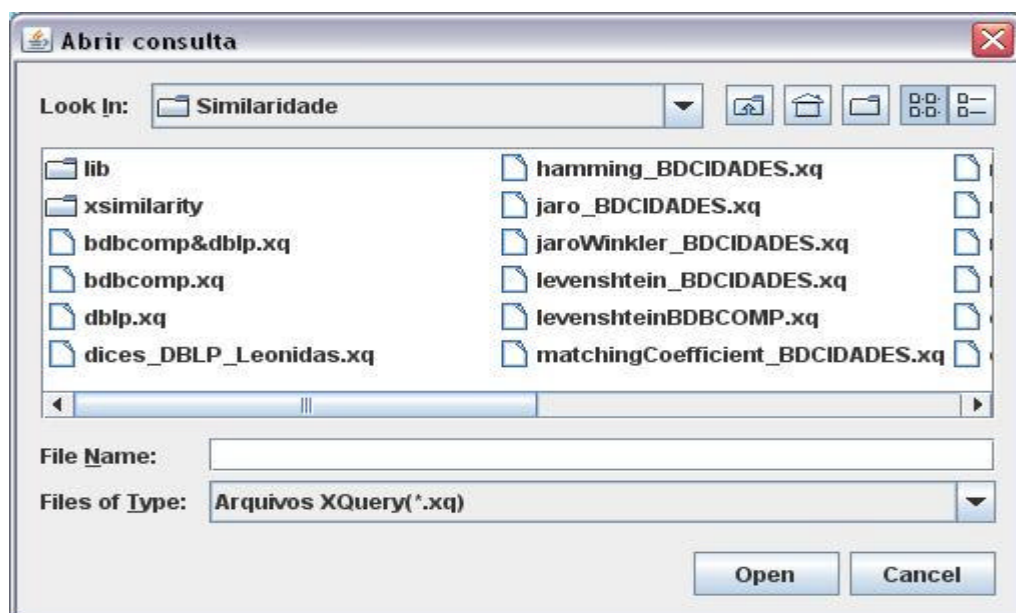 Abrir consulta
Look In: Similaridade
lib
xsimilarity
bdbcomp&dblp.xq
bdbcomp.xq
dblp.xq
dices_DBLP_Leonidas.xq
hamming_BDCIDADES.xq
jaro_BDCIDADES.xq
jaroWinkler_BDCIDADES.xq
levenshtein_BDCIDADES.xq
levenshteinBDBCOMP.xq
matchingCoefficient_BDCIDADES.xq
File Name:
Files of Type: Arquivos XQuery(*.xq)
Open Cancel